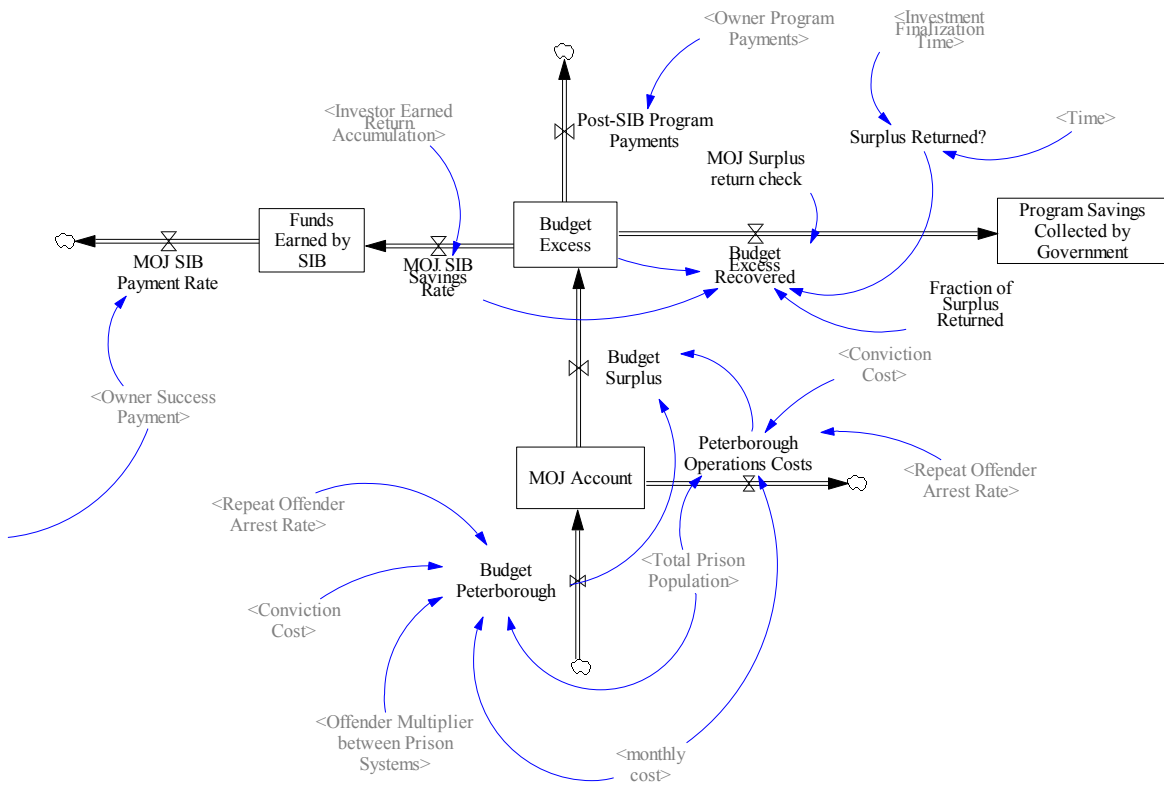 <Owner Program
Payments>
<Investment
Finalization
Time>
<Investor Earned
Return
Accumulation>
Post-SIB Program
Payments
Surplus Returned?
<Time>
MOJ Surplus
return check
Funds
Earned by
SIB
Budget
Excess
Program Savings
Collected by
Government
MOJ SIB
Payment Rate
MOJ SIB
Savings
Rate
Budget
Excess
Recovered
Fraction of
Surplus
Returned
Budget
Surplus
<Conviction
Cost>
<Owner Success
Payment>
Peterborough
Operations Costs
MOJ Account
<Repeat Offender
Arrest Rate>
<Repeat Offender
Arrest Rate>
Budget
Peterborough
<Total Prison
Population>
<Conviction
Cost>
<Offender Multiplier
between Prison
Systems>
<monthly
cost>